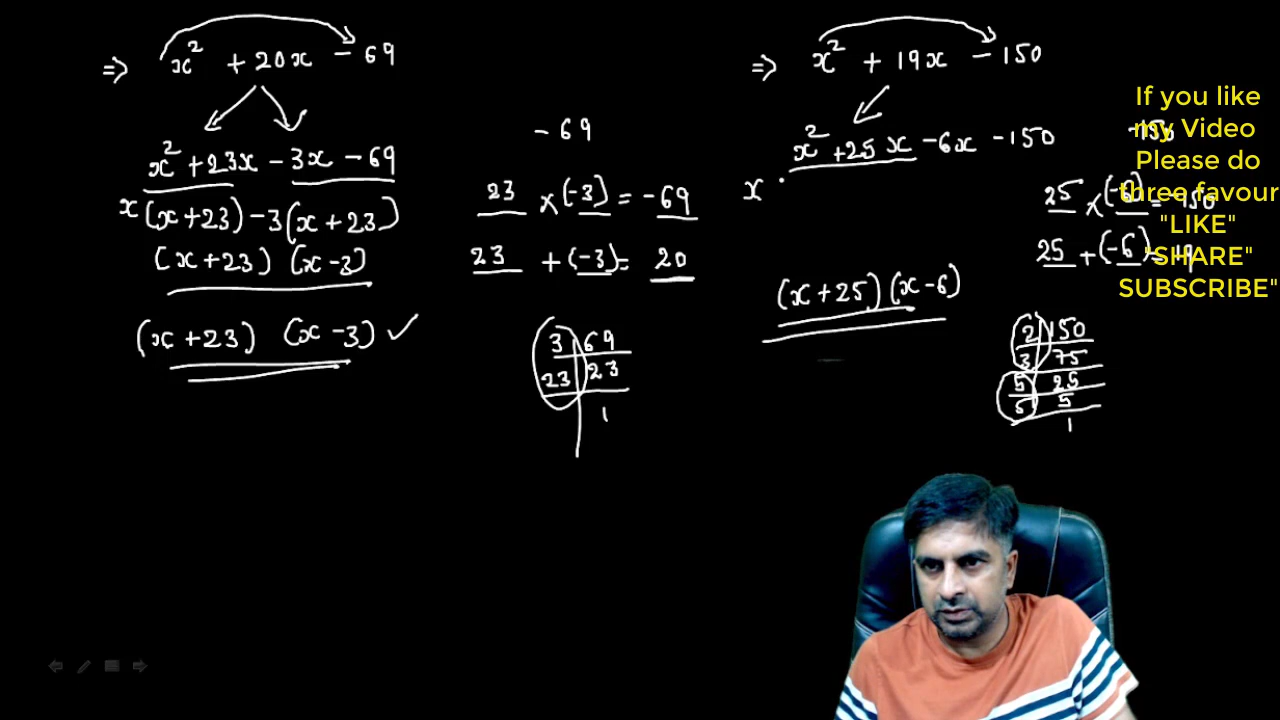 ⇒ x² + 20x − 69
x² + 23x − 3x − 69
x(x + 23) − 3(x + 23)
(x + 23) (x − 3)
(x + 23) (x − 3) ✓
− 69
23 × (−3) = −69
23 + (−3) = 20
3 | 69
23 | 23
1
⇒ x² + 19x − 150
x² + 25x − 6x − 150
x
(x + 25)(x − 6)
−150
25 × (−6) = −150
25 + (−6) = 19
2 | 150
3 | 75
5 | 25
5 | 5
1
If you like
my Video
Please do
three favour
"LIKE"
"SHARE"
SUBSCRIBE"